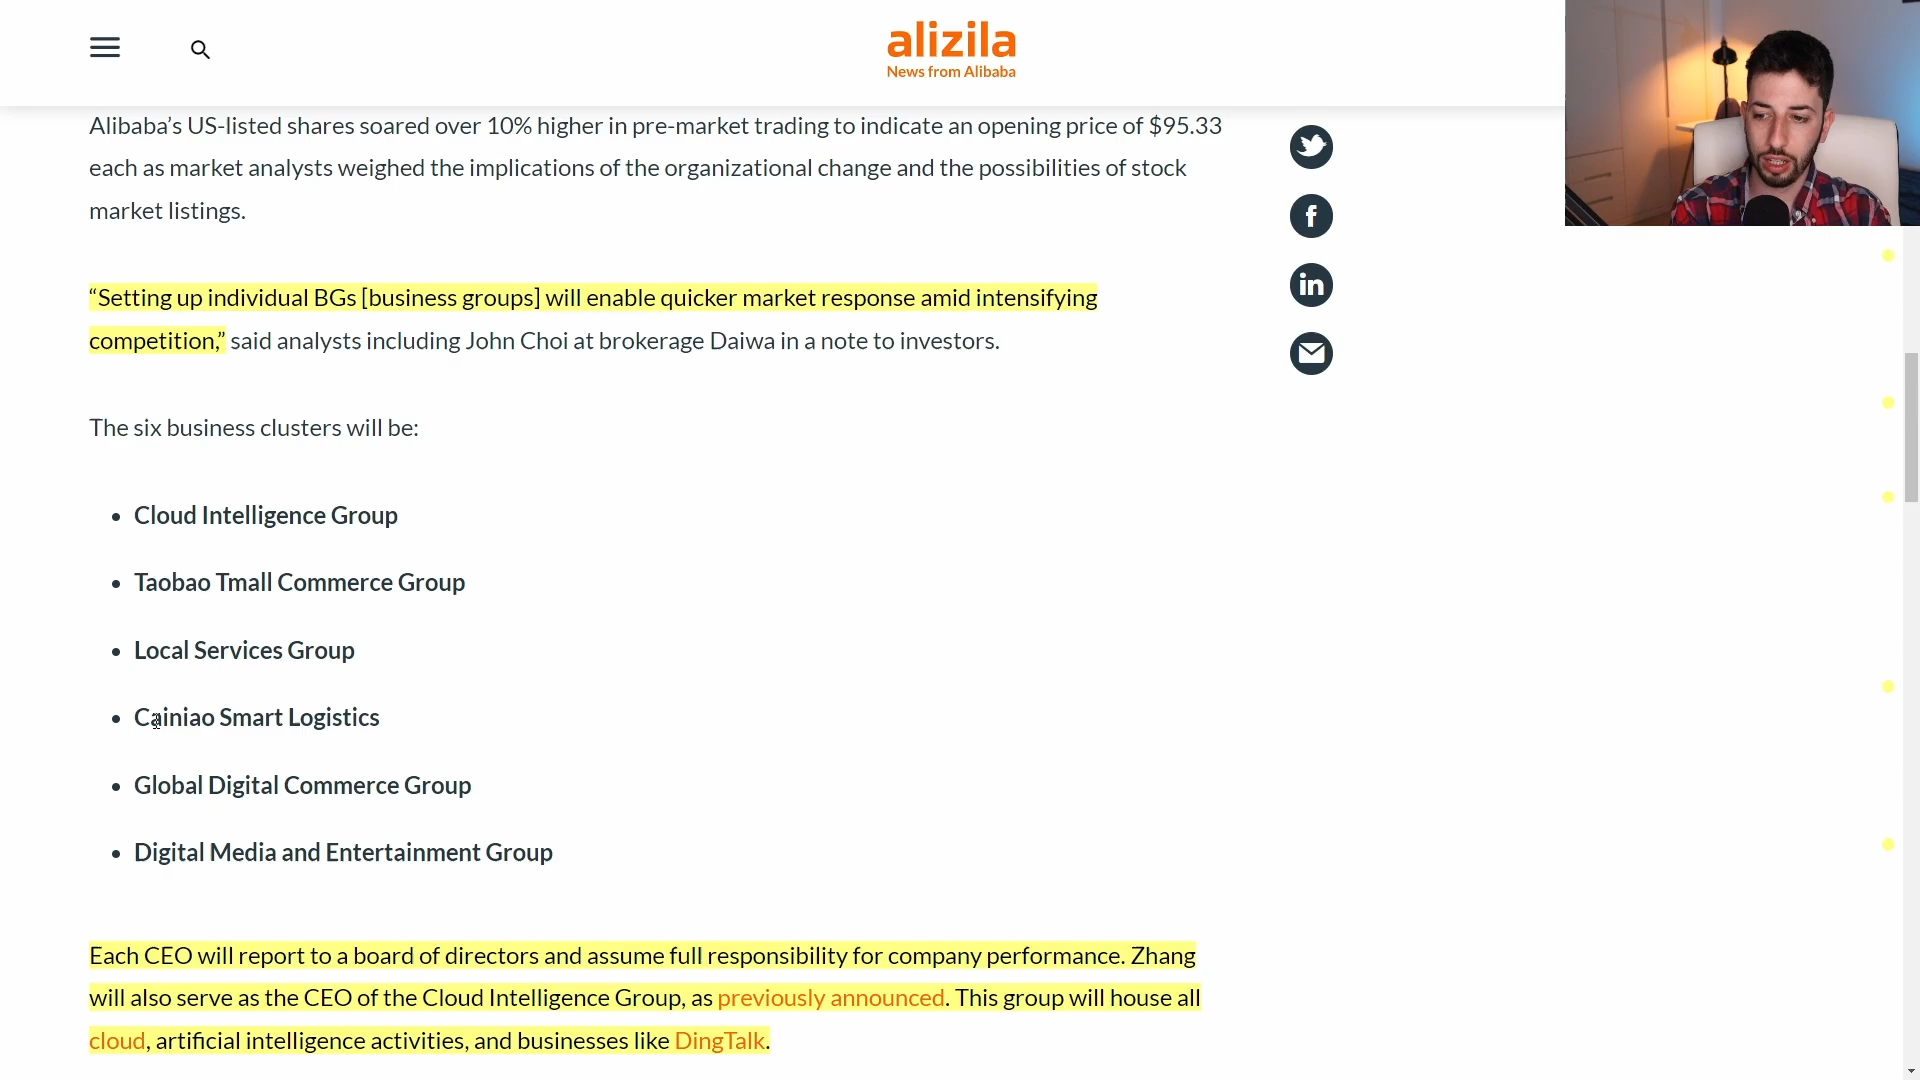 alizila
News from Alibaba
Alibaba’s US-listed shares soared over 10% higher in pre-market trading to indicate an opening price of $95.33
each as market analysts weighed the implications of the organizational change and the possibilities of stock
market listings.
“Setting up individual BGs [business groups] will enable quicker market response amid intensifying
competition,” said analysts including John Choi at brokerage Daiwa in a note to investors.
The six business clusters will be:
• Cloud Intelligence Group
• Taobao Tmall Commerce Group
• Local Services Group
• Cainiao Smart Logistics
• Global Digital Commerce Group
• Digital Media and Entertainment Group
Each CEO will report to a board of directors and assume full responsibility for company performance. Zhang
will also serve as the CEO of the Cloud Intelligence Group, as previously announced. This group will house all
cloud, artificial intelligence activities, and businesses like DingTalk.